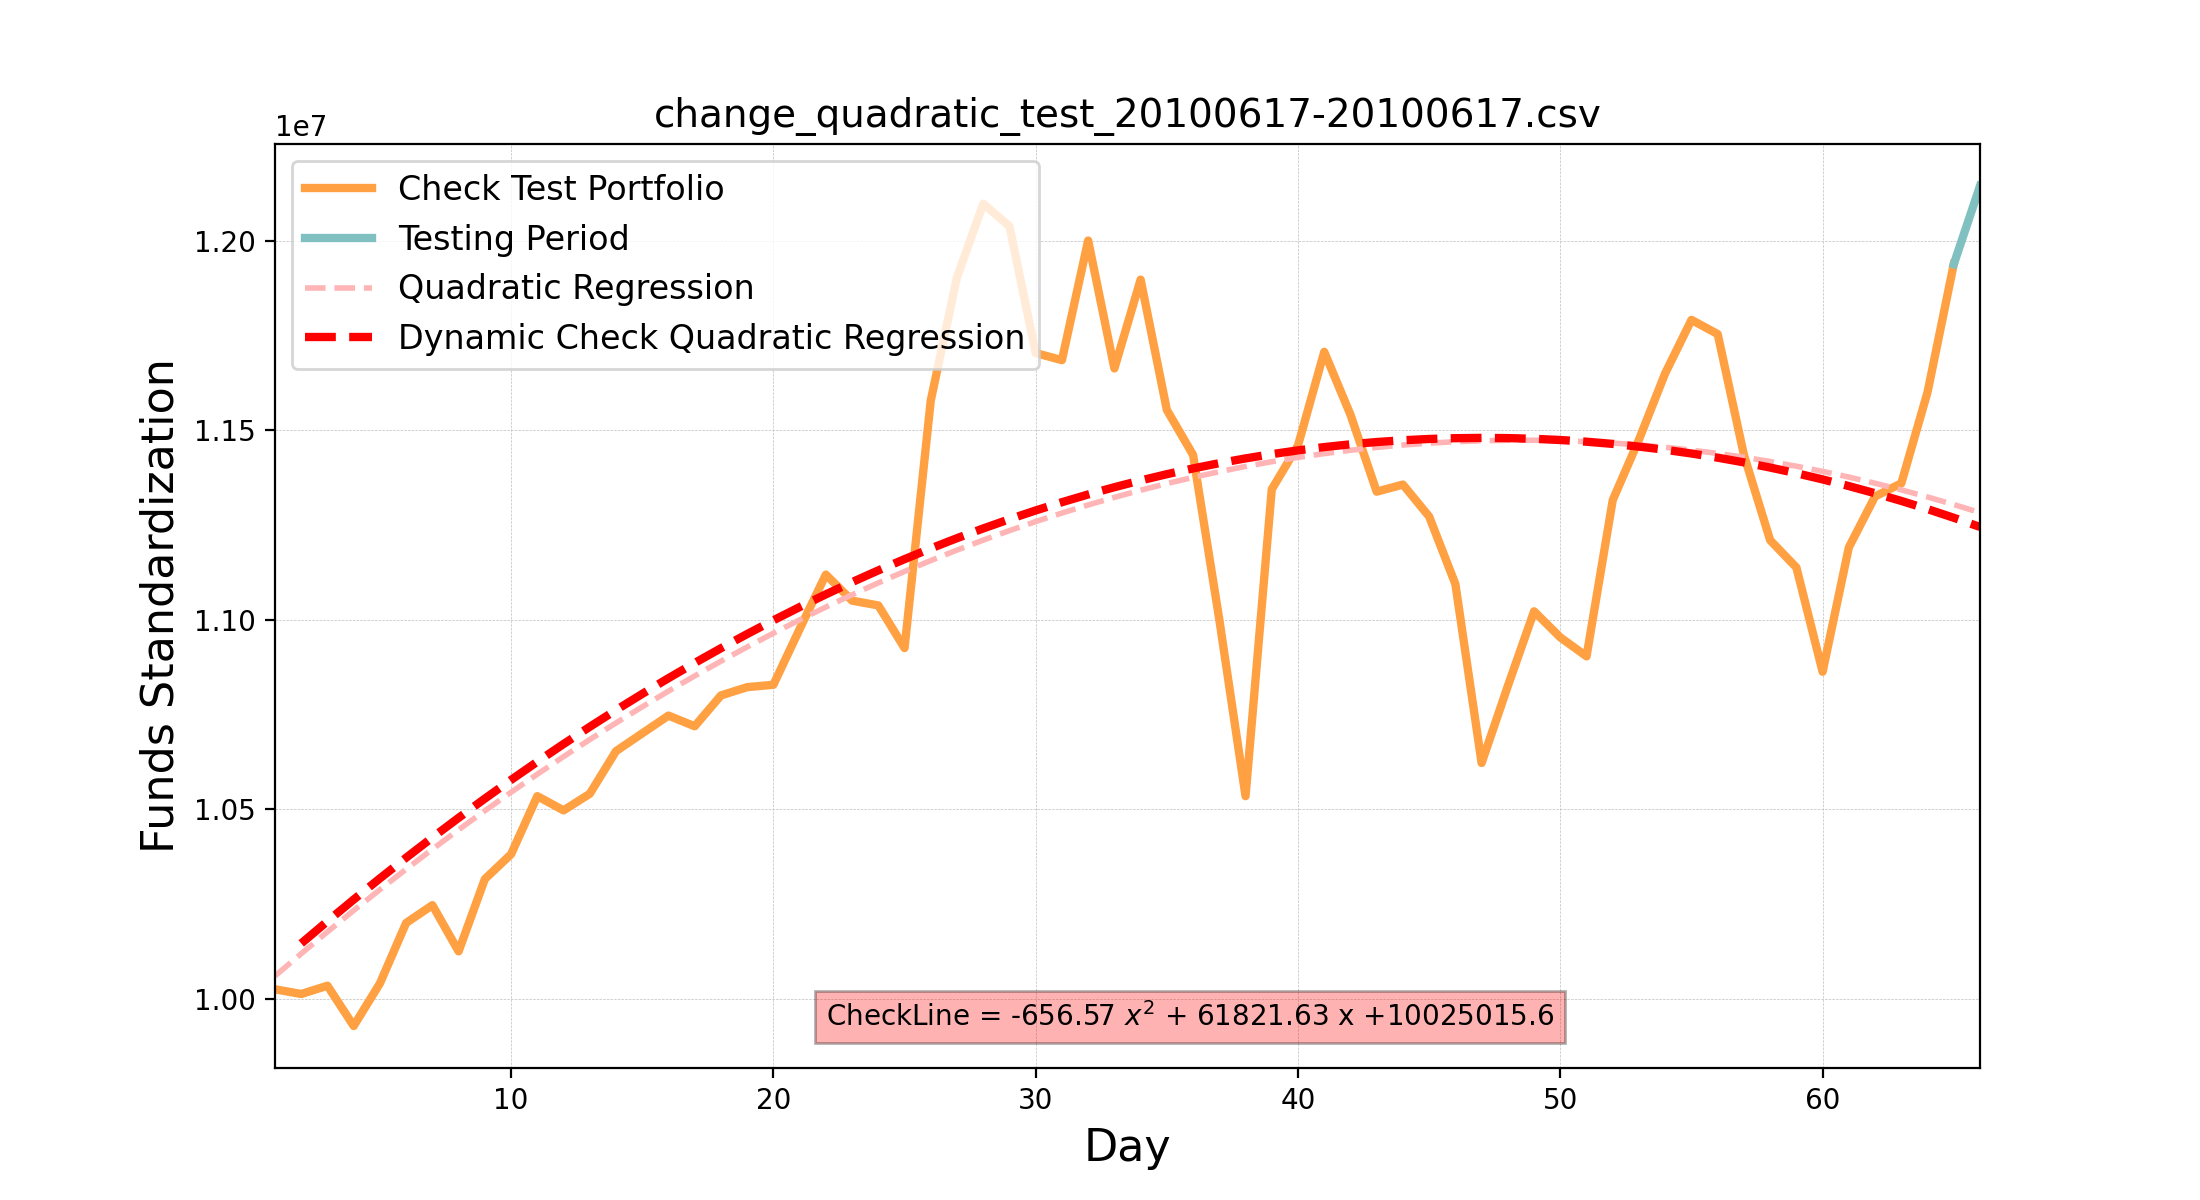 change_quadratic_test_20100617-20100617.csv
1e7
Check Test Portfolio
Testing Period
Quadratic Regression
Dynamic Check Quadratic Regression
1.20
1.15
1.10
1.05
1.00
Funds Standardization
CheckLine = -656.57 x² + 61821.63 x +10025015.6
10 20 30 40 50 60
Day